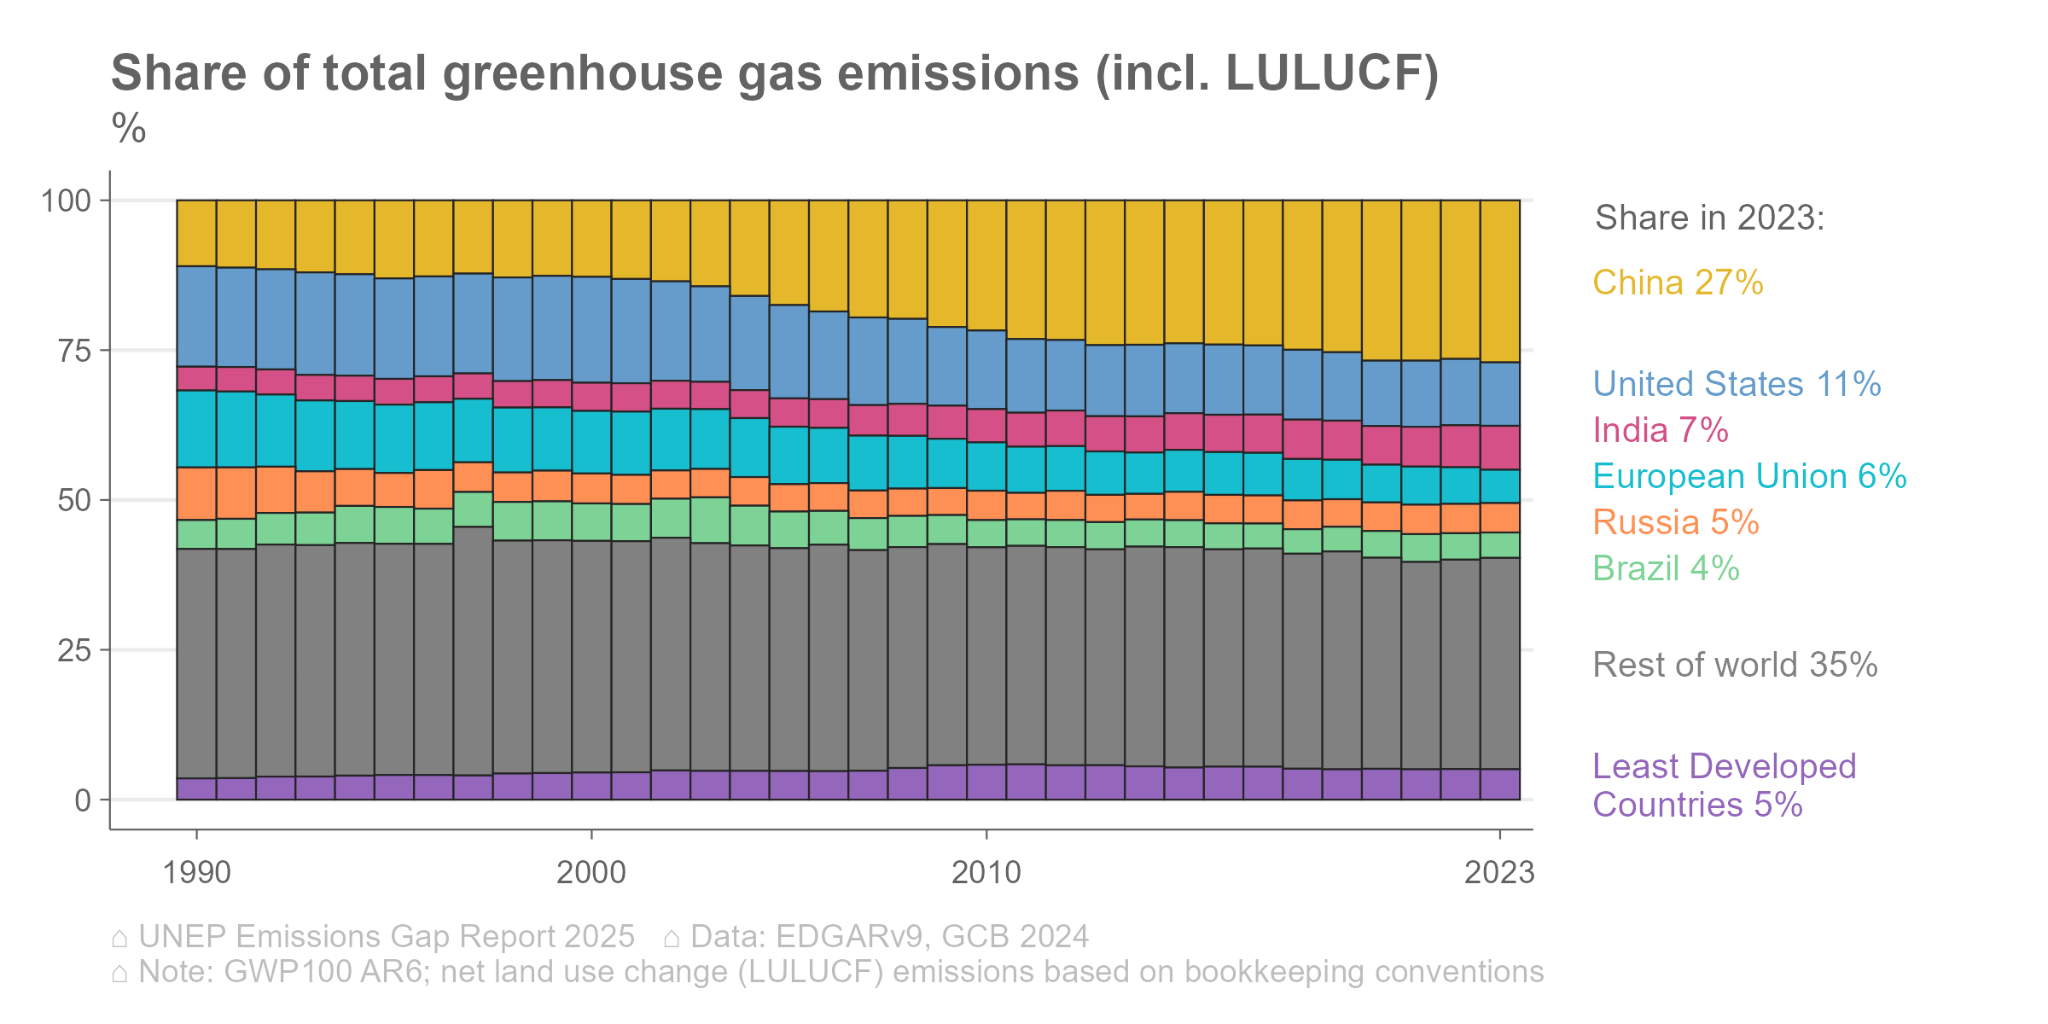 Share of total greenhouse gas emissions (incl. LULUCF)
%
100
75
50
25
0
1990 2000 2010 2023
Share in 2023:
China 27%
United States 11%
India 7%
European Union 6%
Russia 5%
Brazil 4%
Rest of world 35%
Least Developed
Countries 5%
⌂ UNEP Emissions Gap Report 2025 ⌂ Data: EDGARv9, GCB 2024
⌂ Note: GWP100 AR6; net land use change (LULUCF) emissions based on bookkeeping conventions